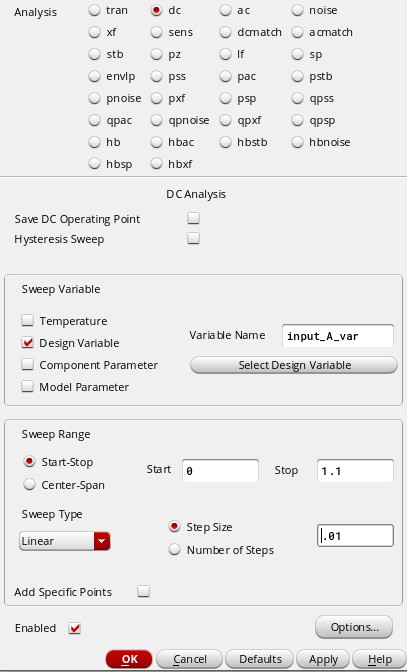 Analysis tran dc ac noise
xf sens dcmatch acmatch
stb pz lf sp
envlp pss pac pstb
pnoise pxf psp qpss
qpac qpnoise qpxf qpsp
hb hbac hbstb hbnoise
hbsp hbxf
DC Analysis
Save DC Operating Point
Hysteresis Sweep
Sweep Variable
Temperature
Design Variable
Component Parameter
Model Parameter
Variable Name input_A_var
Select Design Variable
Sweep Range
Start-Stop
Center-Span
Start 0 Stop 1.1
Sweep Type
Linear
Step Size
Number of Steps
.01
Add Specific Points
Enabled Options...
OK Cancel Defaults Apply Help